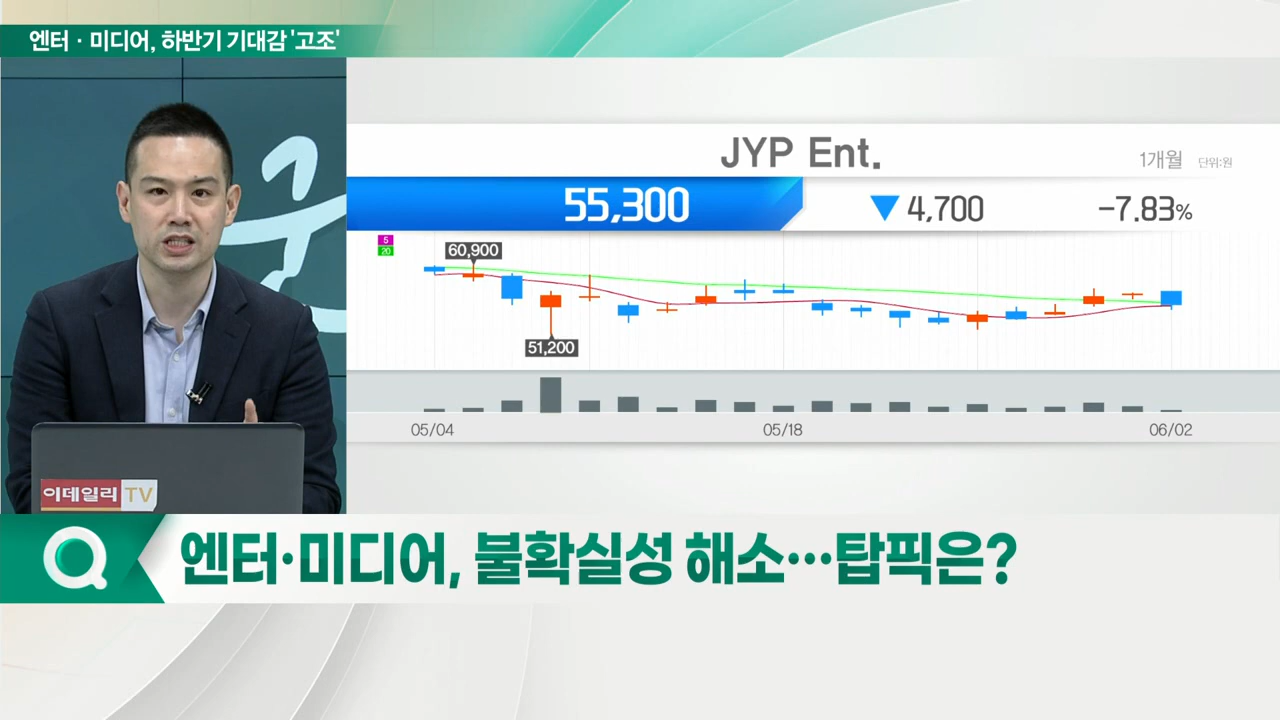 엔터 · 미디어, 하반기 기대감 '고조'
JYP Ent.
1개월 단위:원
55,300 ▼ 4,700 -7.83%
5
20
60,900
51,200
05/04 05/18 06/02
이데일리 TV
Q 엔터·미디어, 불확실성 해소…탑픽은?